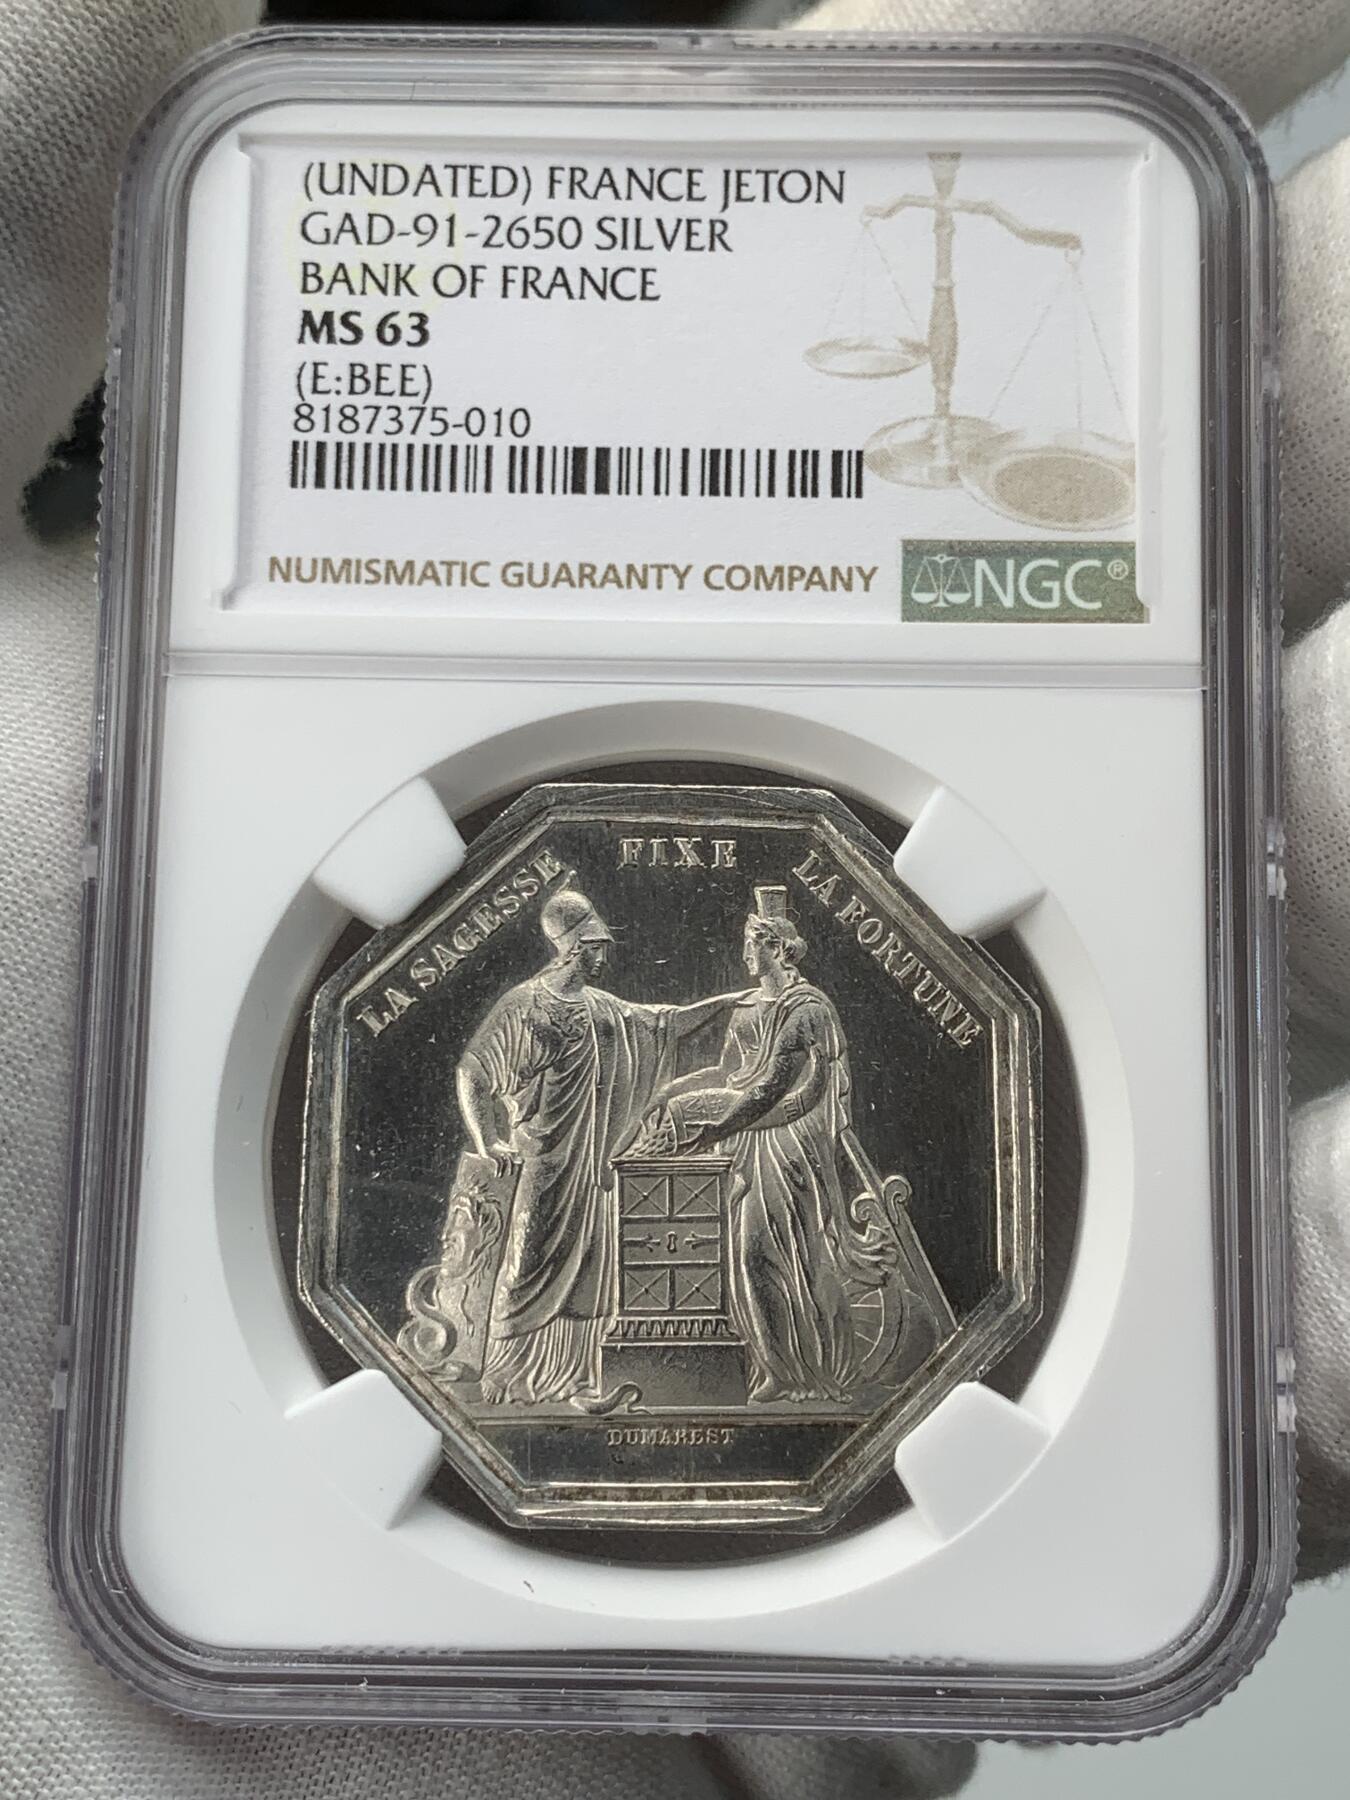 (UNDATED) FRANCE JETON
GAD-91-2650 SILVER
BANK OF FRANCE
MS 63
(E:BEE)
8187375-010
NUMISMATIC GUARANTY COMPANY
NGC®
LA SAGESSE FIXE LA FORTUNE
DUMAREST